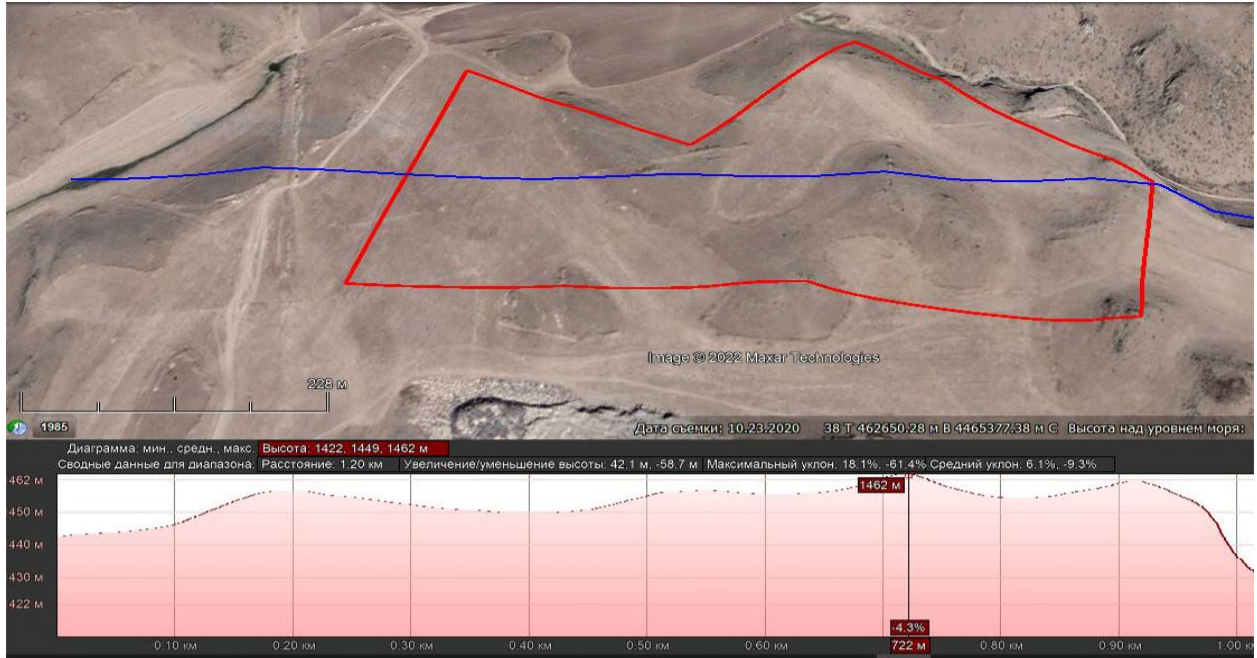 Image © 2022 Maxar Technologies
228 м
1985
Дата съемки: 10.23.2020 38 T 462650.28 м В 4465377.38 м С Высота над уровнем моря:
Диаграмма: мин., средн., макс. Высота: 1422, 1449, 1462 м
Сводные данные для диапазона: Расстояние: 1.20 км Увеличение/уменьшение высоты: 42.1 м, -58.7 м Максимальный уклон: 18.1%, -61.4% Средний уклон: 6.1%, -9.3%
462 м
1462 м
450 м
440 м
430 м
422 м
-4.3%
0.10 км 0.20 км 0.30 км 0.40 км 0.50 км 0.60 км 722 м 0.80 км 0.90 км 1.00 к